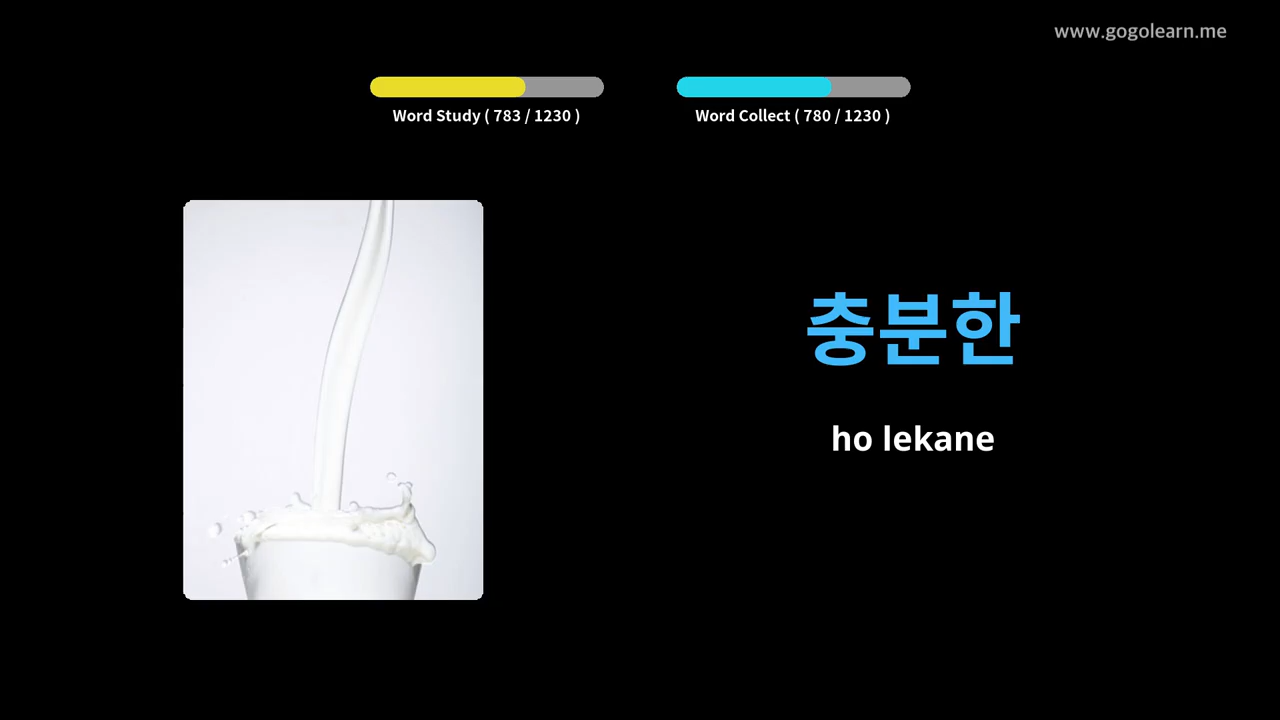 www.gogolearn.me
Word Study ( 783 / 1230 )
Word Collect ( 780 / 1230 )
충분한
ho lekane